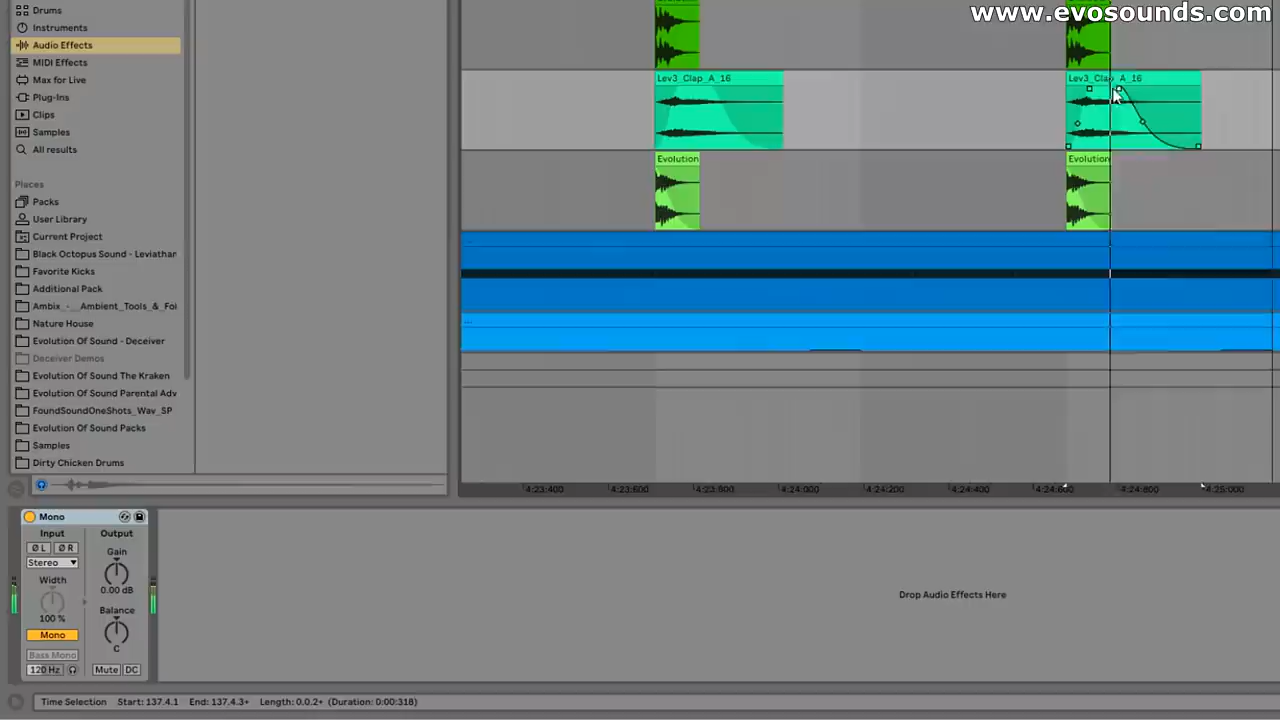 www.evosounds.com
Drums
Instruments
Audio Effects
MIDI Effects
Max for Live
Plug-Ins
Clips
Samples
All results
Places
Packs
User Library
Current Project
Black Octopus Sound - Leviathan
Favorite Kicks
Additional Pack
Ambix_-__Ambient_Tools_&_Fol
Nature House
Evolution Of Sound - Deceiver
Deceiver Demos
Evolution Of Sound The Kraken
Evolution Of Sound Parental Adv
FoundSoundOneShots_Wav_SP
Evolution Of Sound Packs
Samples
Dirty Chicken Drums
Lev3_Clap_A_16
Lev3_Clap_A_16
Evolution
Evolution
4:23:400 4:23:600 4:23:800 4:24:000 4:24:200 4:24:400 4:24:600 4:24:800 4:25:000
Mono
Input Output
Ø L Ø R
Gain
Stereo
Width
0.00 dB
Balance
100 %
Mono
C
Bass Mono
120 Hz
Mute DC
Drop Audio Effects Here
Time Selection Start: 137.4.1 End: 137.4.3+ Length: 0.0.2+ (Duration: 0:00:318)